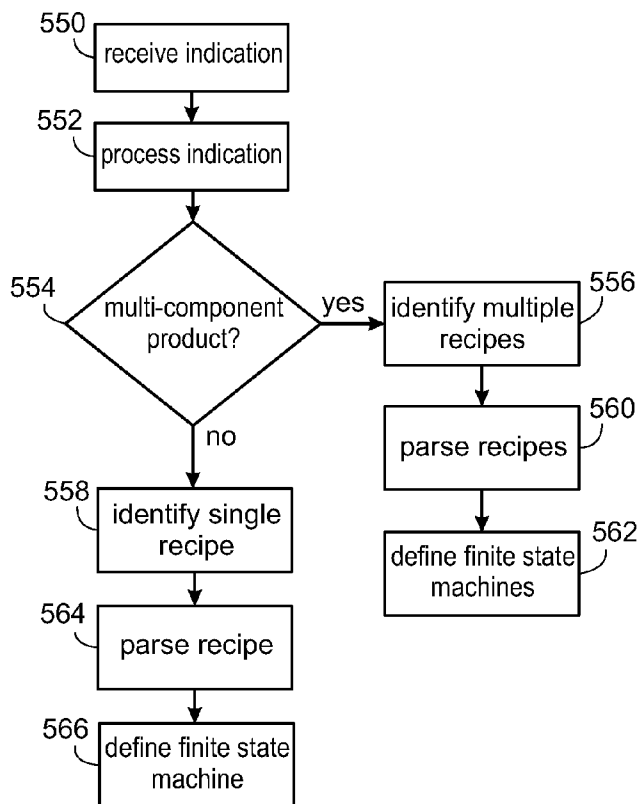 550
receive indication
552
process indication
554
multi-component
product?
yes
identify multiple
recipes
556
no
parse recipes
560
558
identify single
recipe
define finite state
machines
562
564
parse recipe
566
define finite state
machine